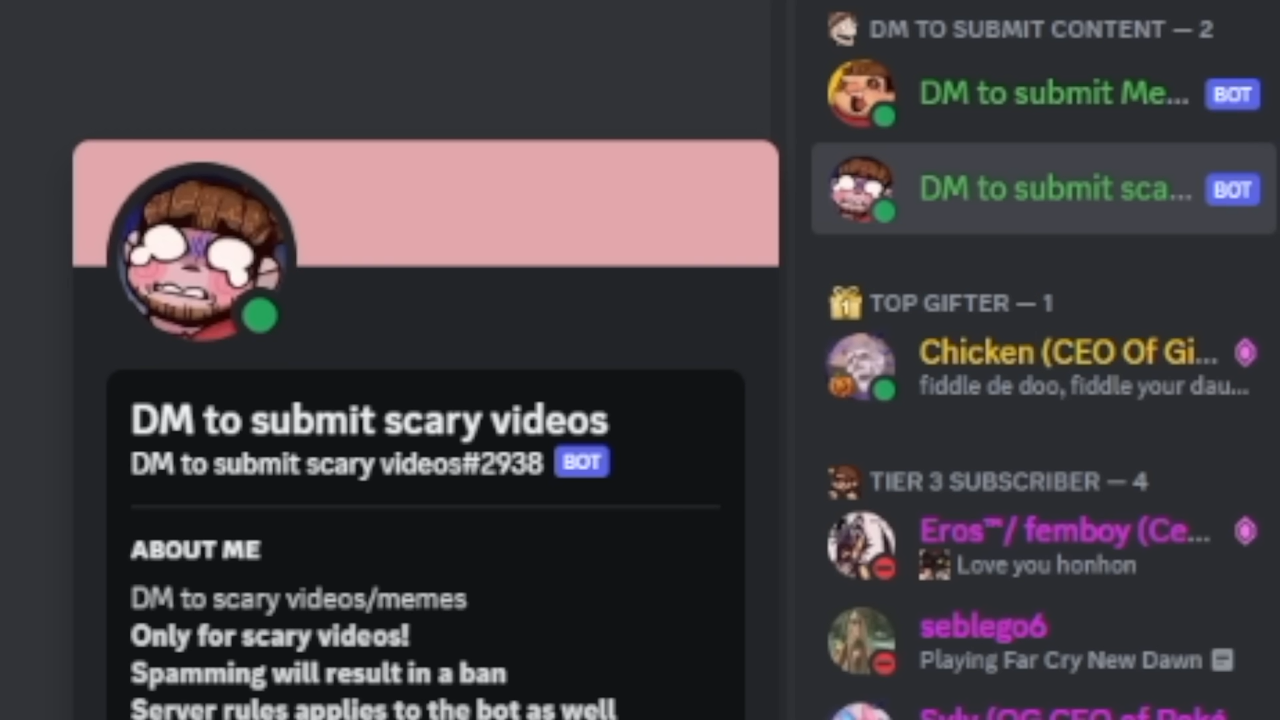 DM TO SUBMIT CONTENT — 2
DM to submit Me... BOT
DM to submit sca... BOT
TOP GIFTER — 1
Chicken (CEO Of Gi...
fiddle de doo, fiddle your dau...
TIER 3 SUBSCRIBER — 4
Eros™/ femboy (Ce...
Love you honhon
seblego6
Playing Far Cry New Dawn
DM to submit scary videos
DM to submit scary videos#2938 BOT
ABOUT ME
DM to scary videos/memes
Only for scary videos!
Spamming will result in a ban
Server rules applies to the bot as well